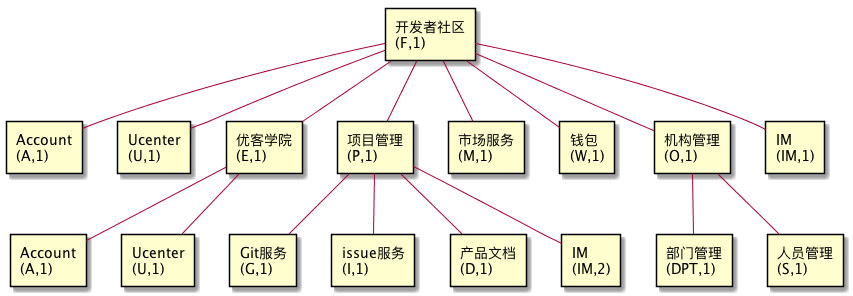 开发者社区
(F,1)
Account
(A,1)
Ucenter
(U,1)
优客学院
(E,1)
项目管理
(P,1)
市场服务
(M,1)
钱包
(W,1)
机构管理
(O,1)
IM
(IM,1)
Account
(A,1)
Ucenter
(U,1)
Git服务
(G,1)
issue服务
(I,1)
产品文档
(D,1)
IM
(IM,2)
部门管理
(DPT,1)
人员管理
(S,1)